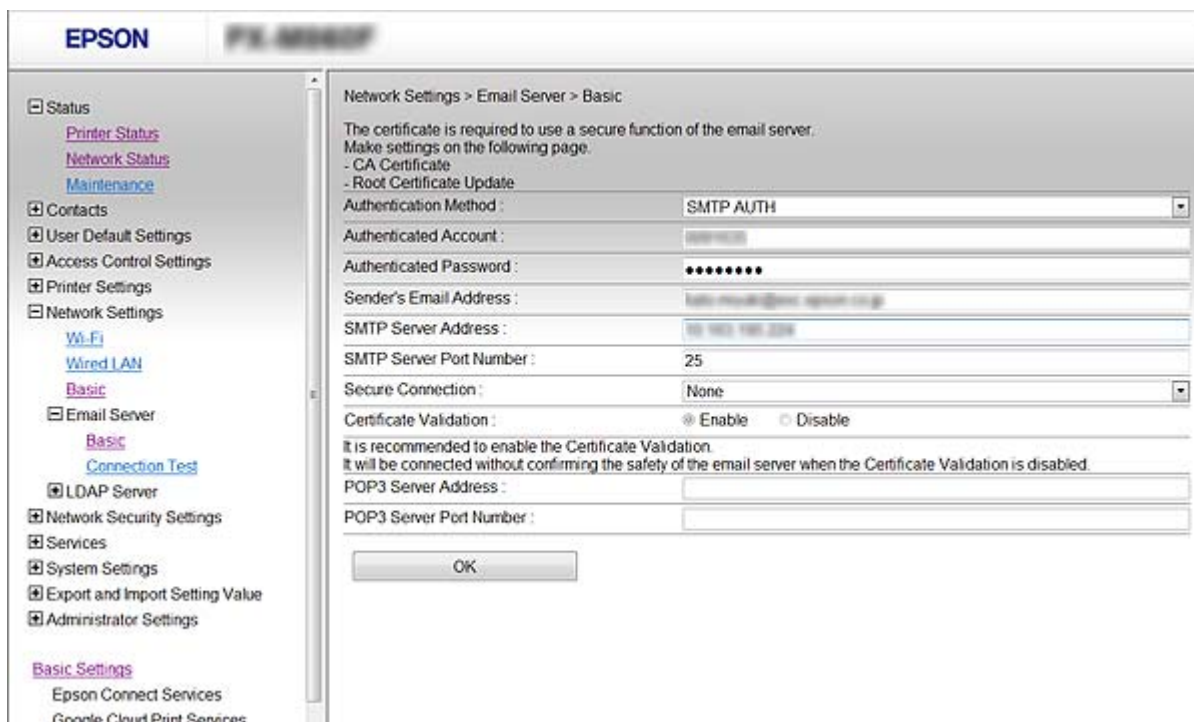 EPSON
Status
Printer Status
Network Status
Maintenance
Contacts
User Default Settings
Access Control Settings
Printer Settings
Network Settings
Wi-Fi
Wired LAN
Basic
Email Server
Basic
Connection Test
LDAP Server
Network Security Settings
Services
System Settings
Export and Import Setting Value
Administrator Settings
Basic Settings
Epson Connect Services
Google Cloud Print Services
Network Settings > Email Server > Basic
The certificate is required to use a secure function of the email server.
Make settings on the following page.
- CA Certificate
- Root Certificate Update
Authentication Method : SMTP AUTH
Authenticated Account :
Authenticated Password : ●●●●●●●●
Sender's Email Address :
SMTP Server Address :
SMTP Server Port Number : 25
Secure Connection : None
Certificate Validation : Enable Disable
It is recommended to enable the Certificate Validation.
It will be connected without confirming the safety of the email server when the Certificate Validation is disabled.
POP3 Server Address :
POP3 Server Port Number :
OK